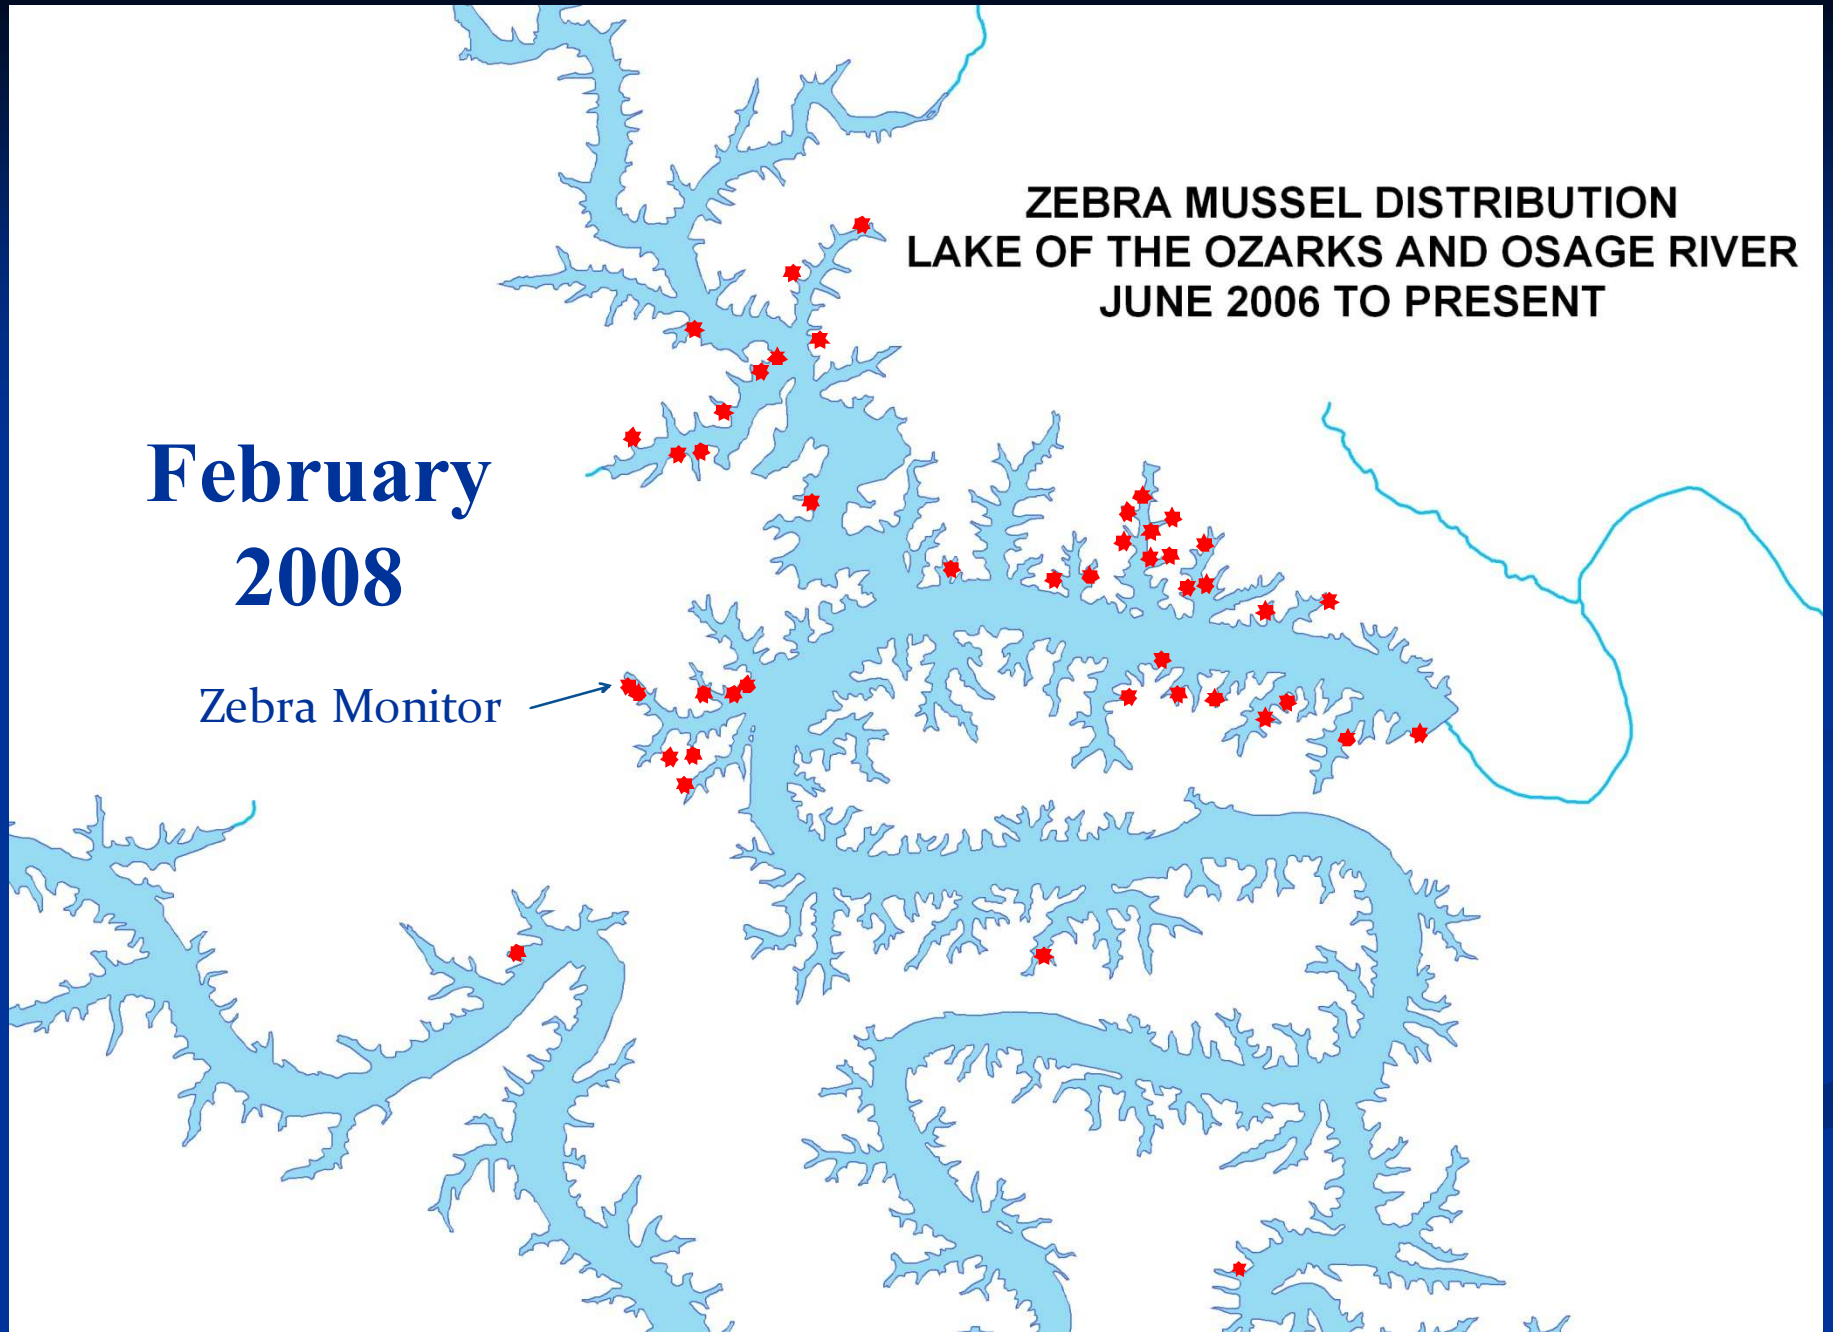 ZEBRA MUSSEL DISTRIBUTION
LAKE OF THE OZARKS AND OSAGE RIVER
JUNE 2006 TO PRESENT
February
2008
Zebra Monitor